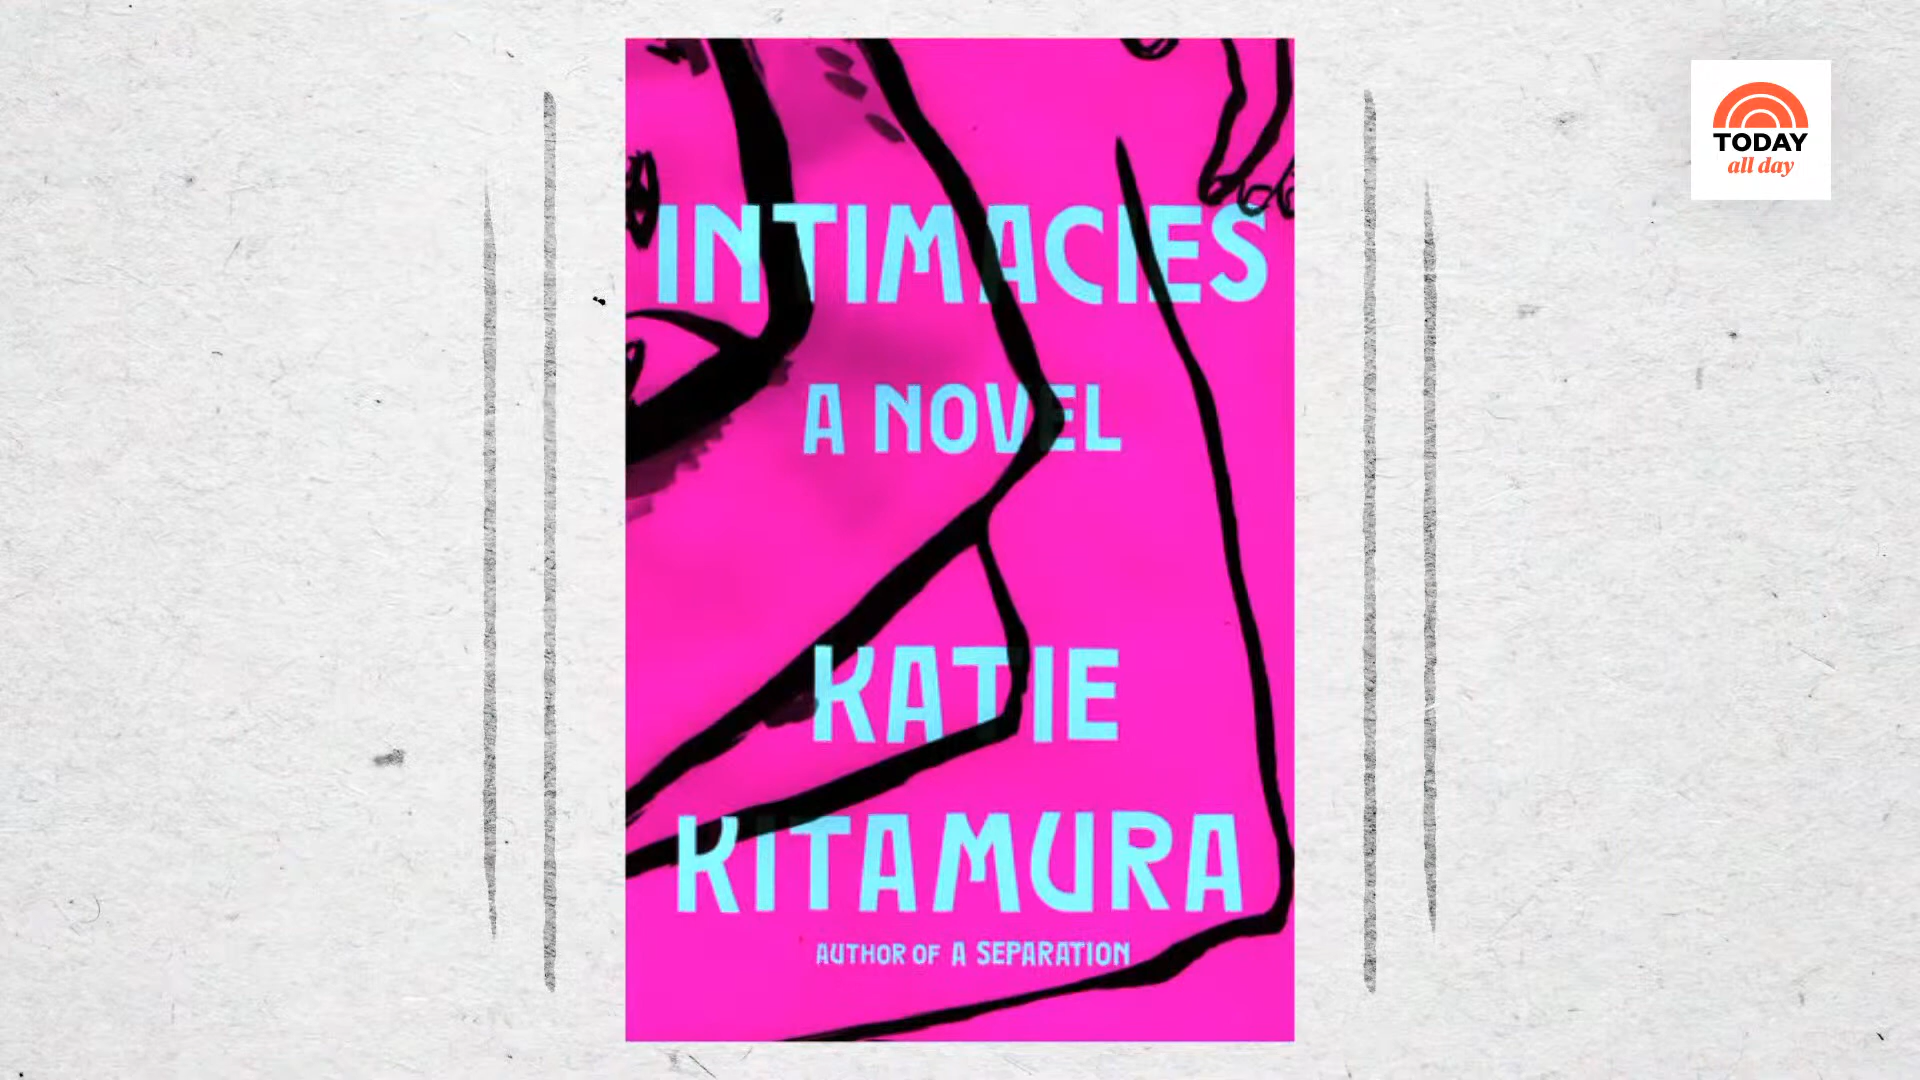 INTIMACIES
A NOVEL
KATIE
KITAMURA
AUTHOR OF A SEPARATION
TODAY
all day